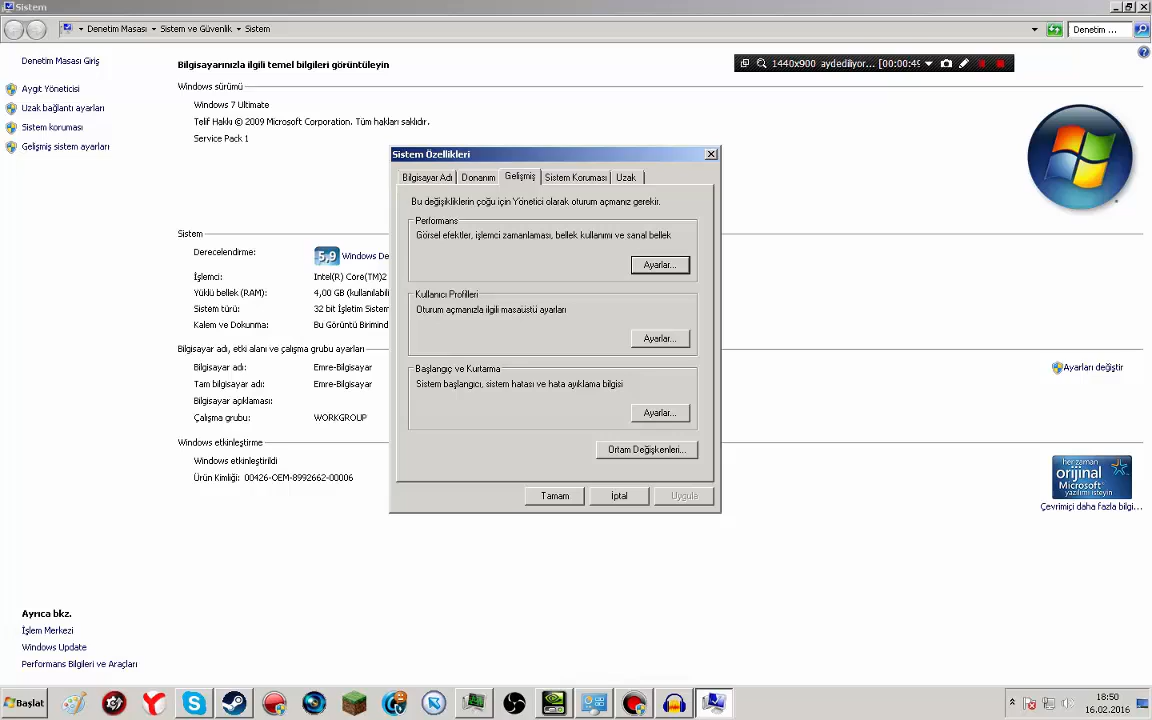 Sistem
Denetim Masası
Sistem ve Güvenlik
Sistem
Denetim ...
Denetim Masası Giriş
Aygıt Yöneticisi
Uzak bağlantı ayarları
Sistem koruması
Gelişmiş sistem ayarları
Bilgisayarınızla ilgili temel bilgileri görüntüleyin
1440x900 aydediliyor... [00:00:49
Windows sürümü
Windows 7 Ultimate
Telif Hakkı © 2009 Microsoft Corporation. Tüm hakları saklıdır.
Service Pack 1
Sistem
Derecelendirme:
5,9 Windows De
İşlemci:
Intel(R) Core(TM)2
Yüklü bellek (RAM):
4,00 GB (kullanılabili
Sistem türü:
32 bit İşletim Sistem
Kalem ve Dokunma:
Bu Görüntü Birimind
Bilgisayar adı, etki alanı ve çalışma grubu ayarları
Bilgisayar adı:
Emre-Bilgisayar
Tam bilgisayar adı:
Emre-Bilgisayar
Bilgisayar açıklaması:
Çalışma grubu:
WORKGROUP
Ayarları değiştir
Windows etkinleştirme
Windows etkinleştirildi
Ürün Kimliği: 00426-OEM-8992662-00006
her zaman
orijinal
Microsoft
yazılımı isteyin
Çevrimiçi daha fazla bilgi...
Sistem Özellikleri
Bilgisayar Adı
Donanım
Gelişmiş
Sistem Koruması
Uzak
Bu değişikliklerin çoğu için Yönetici olarak oturum açmanız gerekir.
Performans
Görsel efektler, işlemci zamanlaması, bellek kullanımı ve sanal bellek
Ayarlar...
Kullanıcı Profilleri
Oturum açmanızla ilgili masaüstü ayarları
Ayarlar...
Başlangıç ve Kurtarma
Sistem başlangıcı, sistem hatası ve hata ayıklama bilgisi
Ayarlar...
Ortam Değişkenleri...
Tamam
İptal
Uygula
Ayrıca bkz.
İşlem Merkezi
Windows Update
Performans Bilgileri ve Araçları
Başlat
18:50
16.02.2016